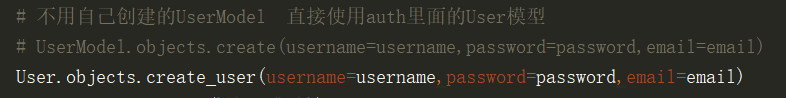 # 不用自己创建的UserModel  直接使用auth里面的User模型
# UserModel.objects.create(username=username,password=password,email=email)
User.objects.create_user(username=username,password=password,email=email)